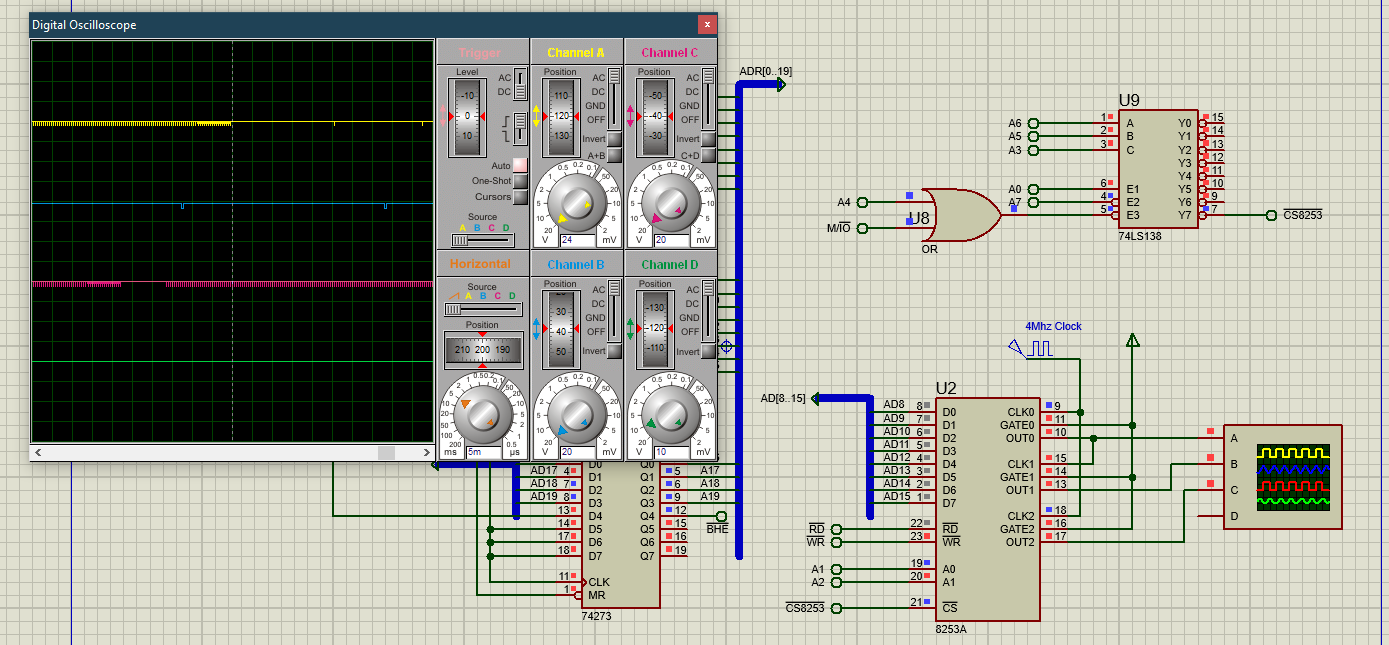 Digital Oscilloscope
x
Trigger
Level
-10
0
10
AC
DC
Auto
One-Shot
Cursors
Source
A B C D
Channel A
Position
110
120
130
AC
DC
GND
OFF
Invert
A+B
V
24
mV
Channel C
Position
-50
-40
-30
AC
DC
GND
OFF
Invert
C+D
V
20
mV
Horizontal
Source
A B C D
Position
210 200 190
ms
5m
µs
Channel B
Position
30
40
50
AC
DC
GND
OFF
Invert
V
20
mV
Channel D
Position
-130
-120
-110
AC
DC
GND
OFF
Invert
V
10
mV
ADR[0..19]
U9
A6 1 A Y0 15
A5 2 B Y1 14
A3 3 C Y2 13
Y3 12
Y4 11
A0 6 E1 Y5 10
A7 4 E2 Y6 9
5 E3 Y7 7
CS8253
74LS138
A4
U8
M/IO
OR
4Mhz Clock
U2
AD[8..15]
AD8 8 D0 CLK0 9
AD9 7 D1 GATE0 11
AD10 6 D2 OUT0 10
AD11 5 D3
AD12 4 D4 CLK1 15
AD13 3 D5 GATE1 14
AD14 2 D6 OUT1 13
AD15 1 D7
CLK2 18
RD 22 RD GATE2 16
WR 23 WR OUT2 17
A1 19 A0
A2 20 A1
CS8253 21 CS
8253A
A
B
C
D
D0 Q0
AD17 4 D1 Q1 5 A17
AD18 7 D2 Q2 6 A18
AD19 8 D3 Q3 9 A19
13 D4 Q4 12
BHE
14 D5 Q5 15
17 D6 Q6 16
18 D7 Q7 19
11 CLK
1 MR
74273